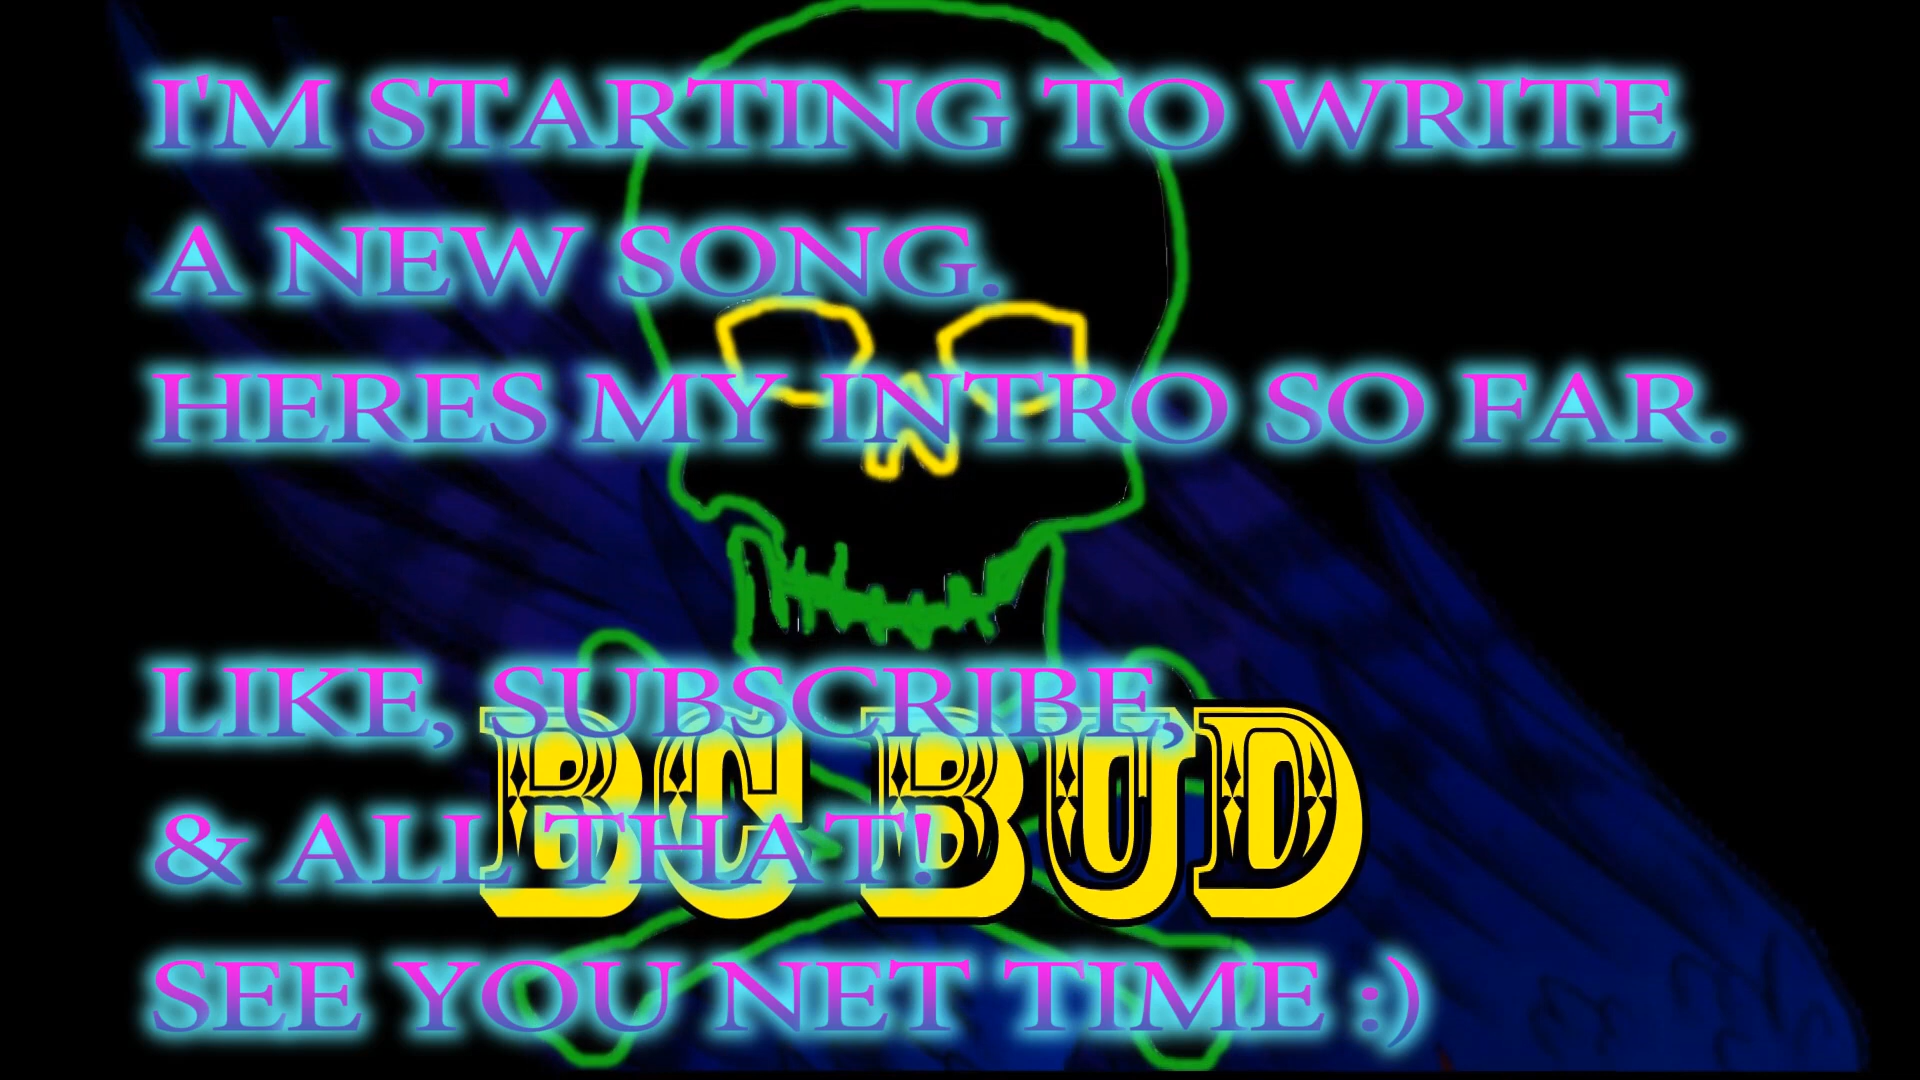 I'M STARTING TO WRITE
A NEW SONG.
HERES MY INTRO SO FAR.
LIKE, SUBSCRIBE,
BC BUD
& ALL THAT!
SEE YOU NET TIME :)